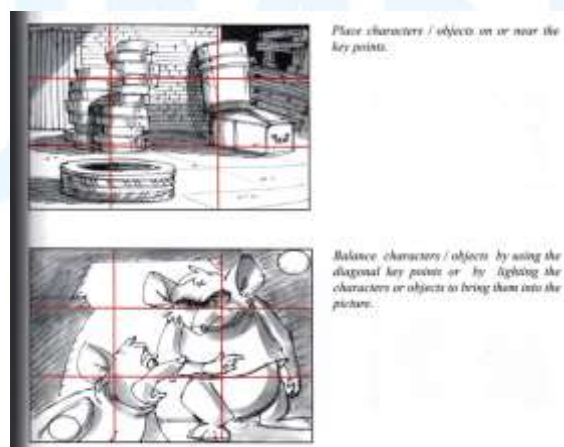 Place characters / objects on or near the
key points.
Balance characters / objects by using the
diagonal key points or by lighting the
characters or objects to bring them into the
picture.